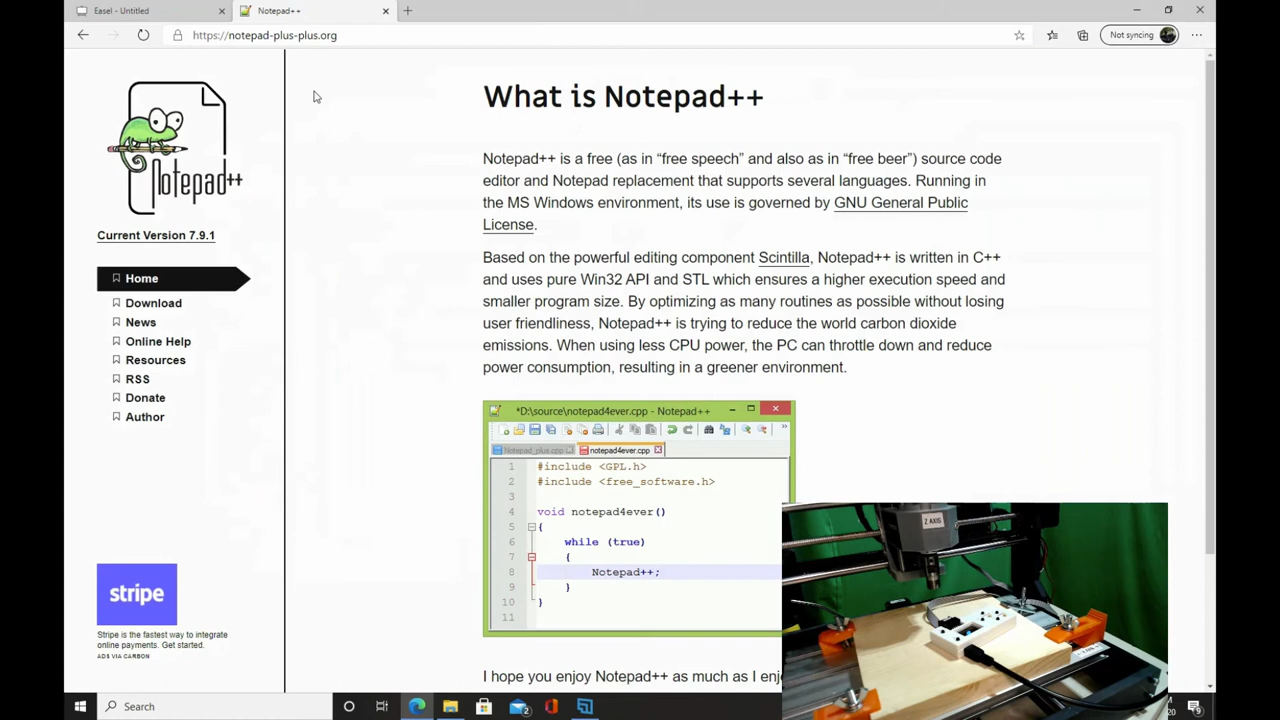 Easel - Untitled
Notepad++
https://notepad-plus-plus.org
Not syncing
Notepad++
Current Version 7.9.1
Home
Download
News
Online Help
Resources
RSS
Donate
Author
stripe
Stripe is the fastest way to integrate
online payments. Get started.
ADS VIA CARBON
What is Notepad++
Notepad++ is a free (as in “free speech” and also as in “free beer”) source code
editor and Notepad replacement that supports several languages. Running in
the MS Windows environment, its use is governed by GNU General Public
License.
Based on the powerful editing component Scintilla, Notepad++ is written in C++
and uses pure Win32 API and STL which ensures a higher execution speed and
smaller program size. By optimizing as many routines as possible without losing
user friendliness, Notepad++ is trying to reduce the world carbon dioxide
emissions. When using less CPU power, the PC can throttle down and reduce
power consumption, resulting in a greener environment.
*D:\source\notepad4ever.cpp - Notepad++
Notepad_plus.cpp
notepad4ever.cpp
1 #include <GPL.h>
2 #include <free_software.h>
3
4 void notepad4ever()
5 {
6 while (true)
7 {
8 Notepad++;
9 }
10 }
11
Z AXIS
I hope you enjoy Notepad++ as much as I enj
Search
2
M
20
9